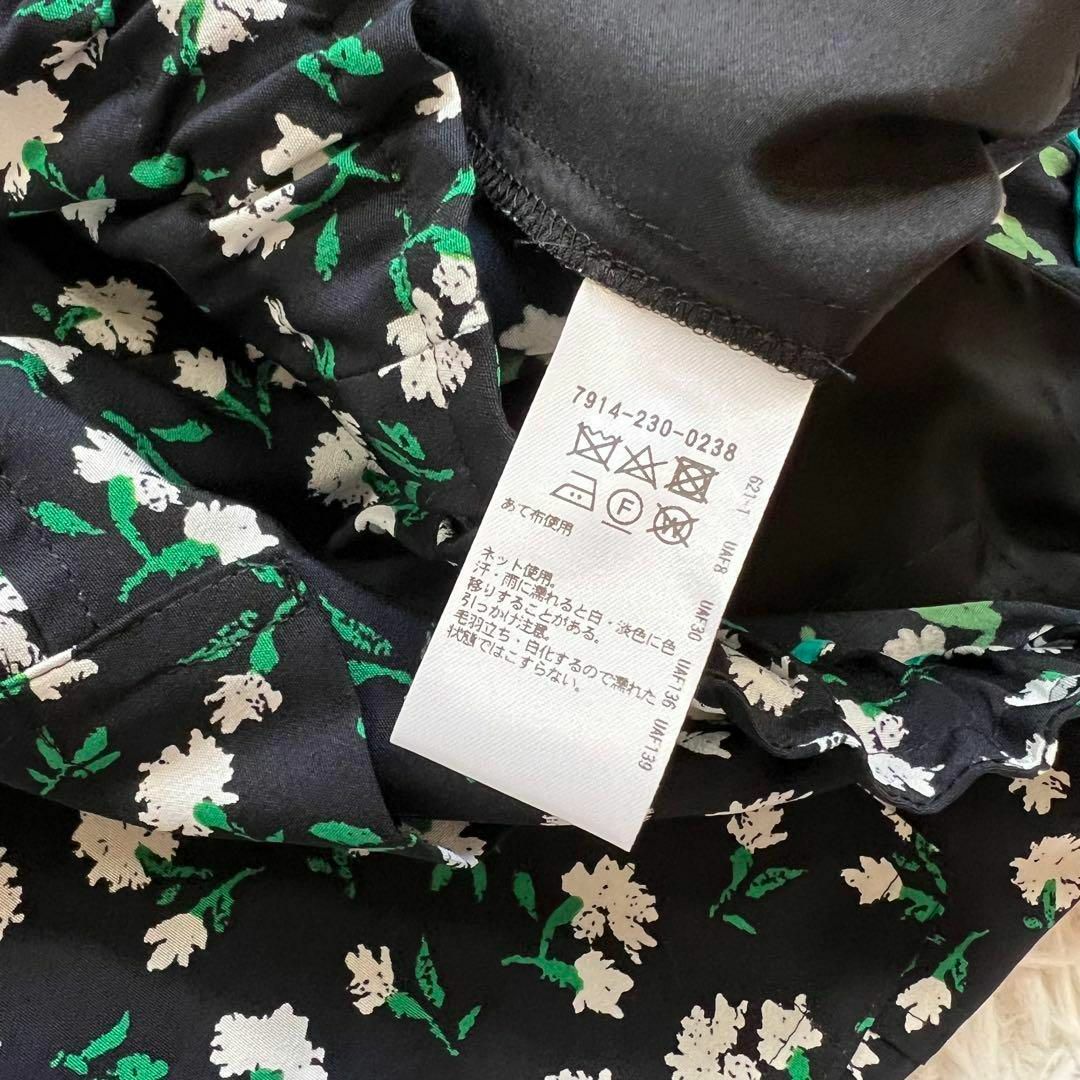 7914-230-0238
F
W
あて布使用
ネット使用。
汗・雨に濡れると白・淡色に色
移りすることがある。
引っかけ注意。
毛羽立ち・白化するので濡れた
状態ではこすらない。
621-1 UAF8 UAF30 UAF136 UAF139